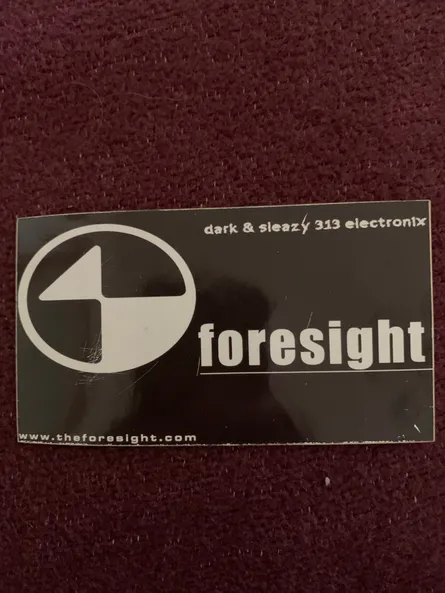 dark & sleazy 313 electronix
foresight
www.theforesight.com